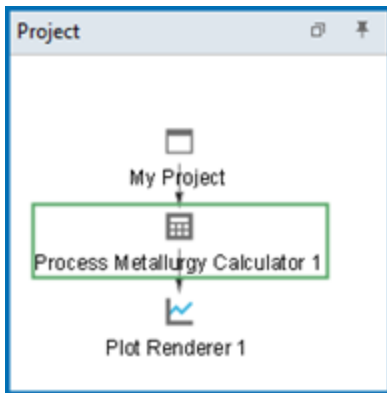 Project
My Project
Process Metallurgy Calculator 1
Plot Renderer 1